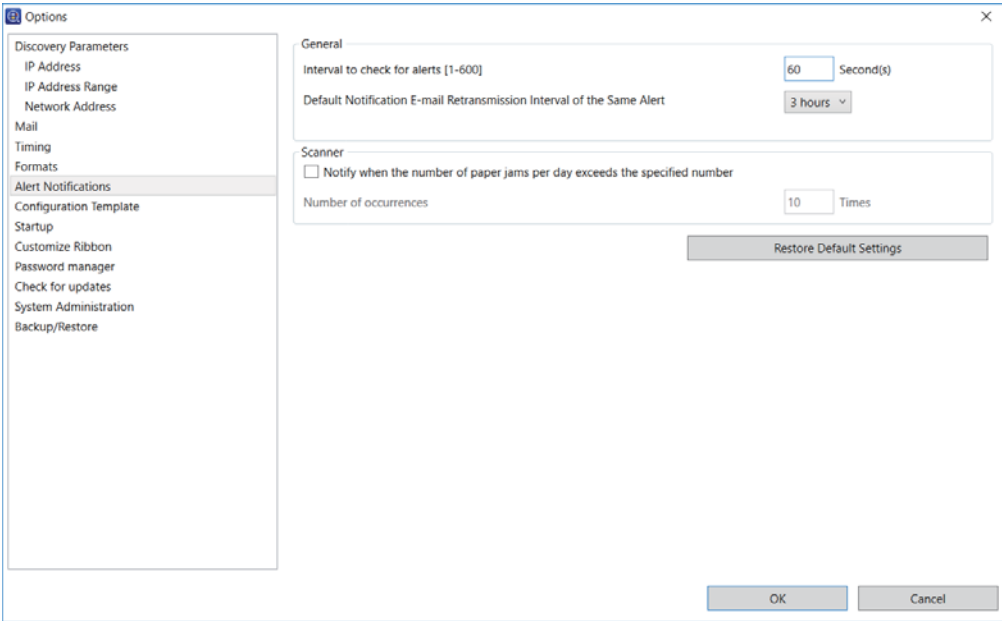 Options
Discovery Parameters
IP Address
IP Address Range
Network Address
Mail
Timing
Formats
Alert Notifications
Configuration Template
Startup
Customize Ribbon
Password manager
Check for updates
System Administration
Backup/Restore
General
Interval to check for alerts [1-600] 60 Second(s)
Default Notification E-mail Retransmission Interval of the Same Alert 3 hours
Scanner
Notify when the number of paper jams per day exceeds the specified number
Number of occurrences 10 Times
Restore Default Settings
OK Cancel